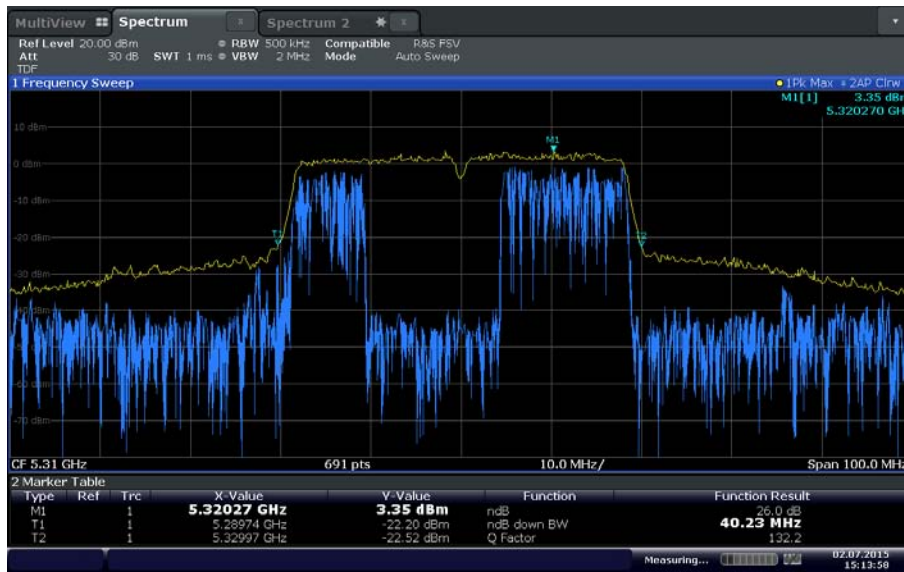 MultiView Spectrum x Spectrum 2 * x
Ref Level 20.00 dBm RBW 500 kHz Compatible R&S FSV
Att 30 dB SWT 1 ms VBW 2 MHz Mode Auto Sweep
TDF
1 Frequency Sweep 1Pk Max 2AP Clrw
M1[1] 3.35 dBm
5.320270 GH
10 dBm
M1
0 dBm
-10 dBm
-20 dBm
T1
T2
-30 dBm
-40 dBm
-60 dBm
-70 dBm
CF 5.31 GHz 691 pts 10.0 MHz/ Span 100.0 MHz
2 Marker Table
Type Ref Trc X-Value Y-Value Function Function Result
M1 1 5.32027 GHz 3.35 dBm ndB 26.0 dB
T1 1 5.28974 GHz -22.20 dBm ndB down BW 40.23 MHz
T2 1 5.32997 GHz -22.52 dBm Q Factor 132.2
Measuring... 02.07.2015
15:13:58